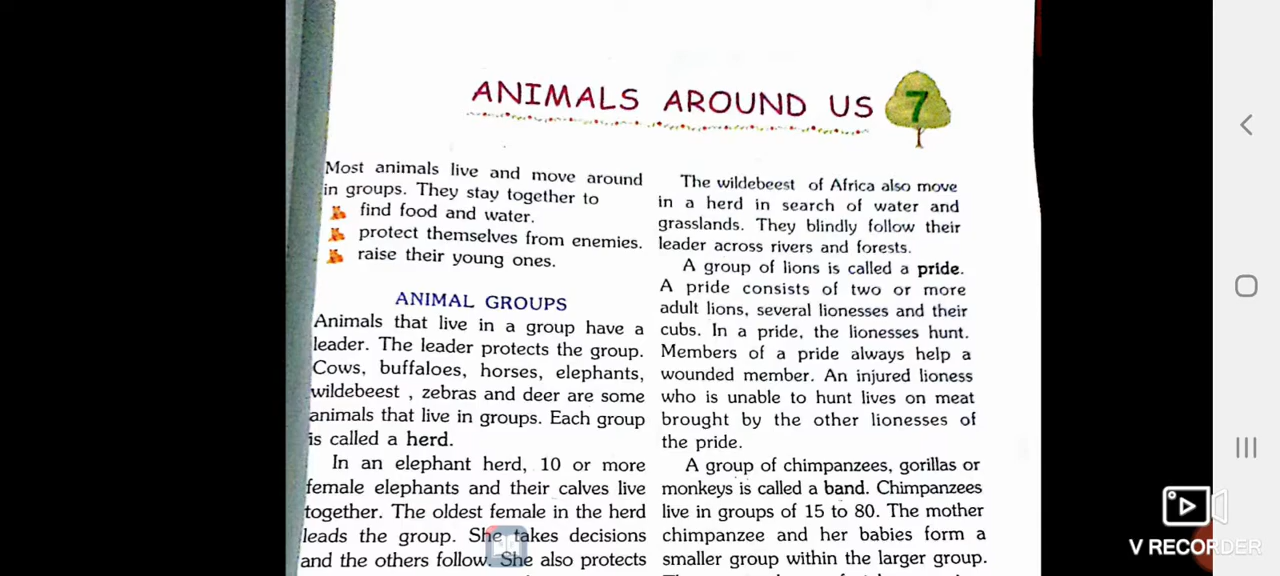 ANIMALS AROUND US 7
Most animals live and move around
in groups. They stay together to
find food and water.
protect themselves from enemies.
raise their young ones.
ANIMAL GROUPS
Animals that live in a group have a
leader. The leader protects the group.
Cows, buffaloes, horses, elephants,
wildebeest , zebras and deer are some
animals that live in groups. Each group
is called a herd.
In an elephant herd, 10 or more
female elephants and their calves live
together. The oldest female in the herd
leads the group. She takes decisions
and the others follow. She also protects
The wildebeest of Africa also move
in a herd in search of water and
grasslands. They blindly follow their
leader across rivers and forests.
A group of lions is called a pride.
A pride consists of two or more
adult lions, several lionesses and their
cubs. In a pride, the lionesses hunt.
Members of a pride always help a
wounded member. An injured lioness
who is unable to hunt lives on meat
brought by the other lionesses of
the pride.
A group of chimpanzees, gorillas or
monkeys is called a band. Chimpanzees
live in groups of 15 to 80. The mother
chimpanzee and her babies form a
smaller group within the larger group.
V RECORDER